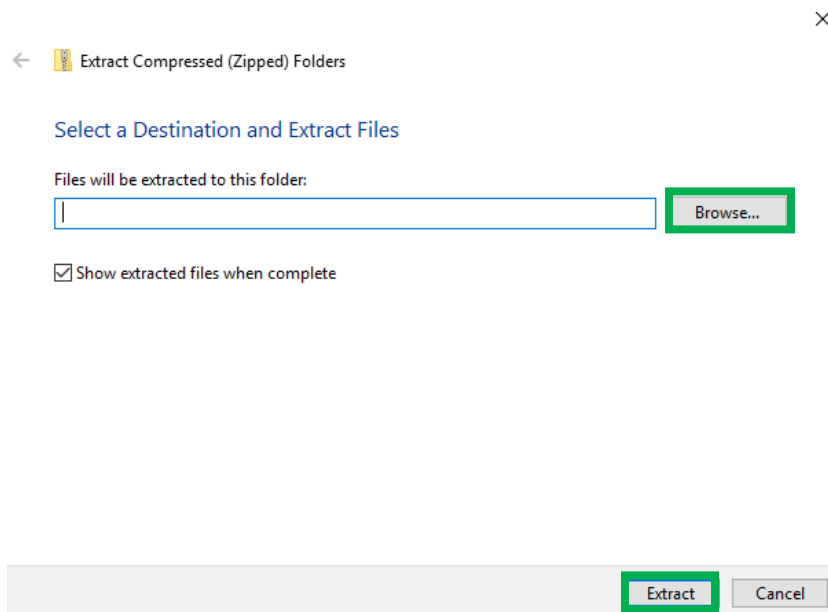 Extract Compressed (Zipped) Folders
Select a Destination and Extract Files
Files will be extracted to this folder:
Browse...
Show extracted files when complete
Extract Cancel